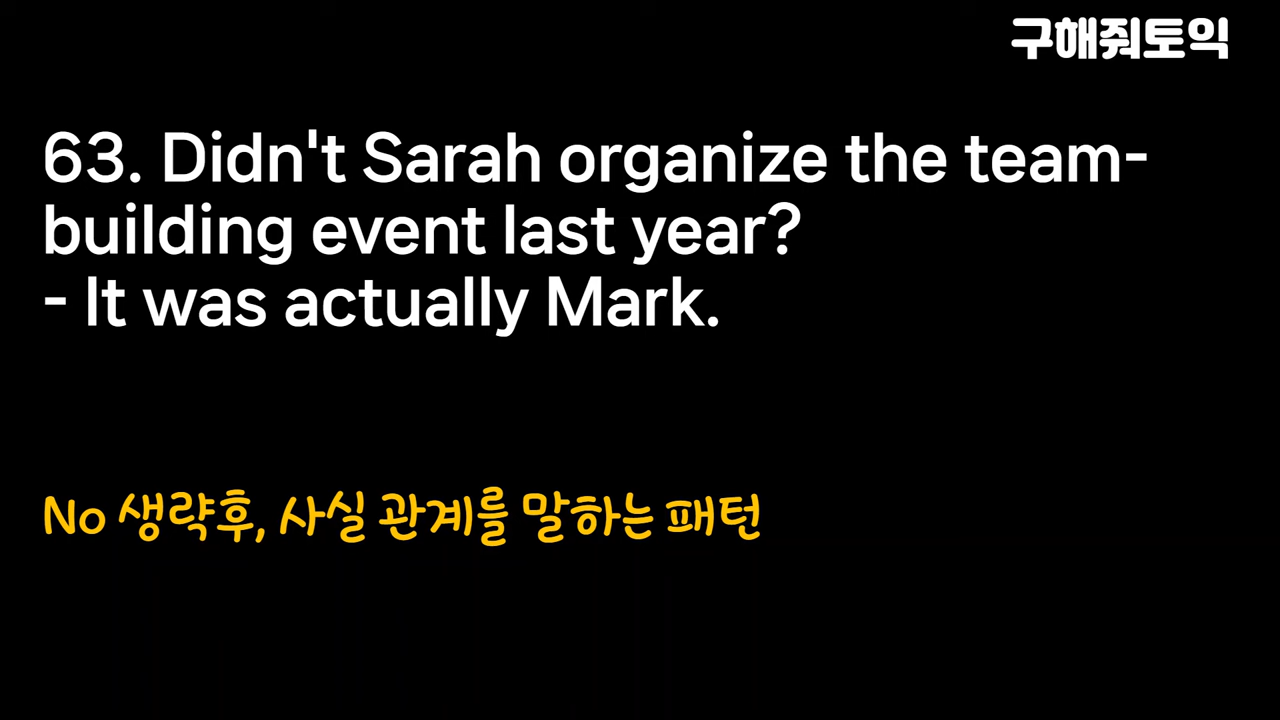 구해줘토익
63. Didn't Sarah organize the team-
building event last year?
- It was actually Mark.
No 생략후, 사실 관계를 말하는 패턴